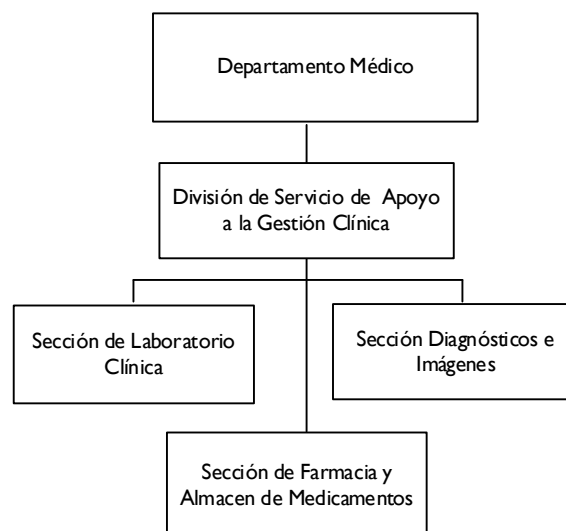 Departamento Médico
División de Servicio de Apoyo
a la Gestión Clínica
Sección de Laboratorio
Clínica
Sección Diagnósticos e
Imágenes
Sección de Farmacia y
Almacen de Medicamentos